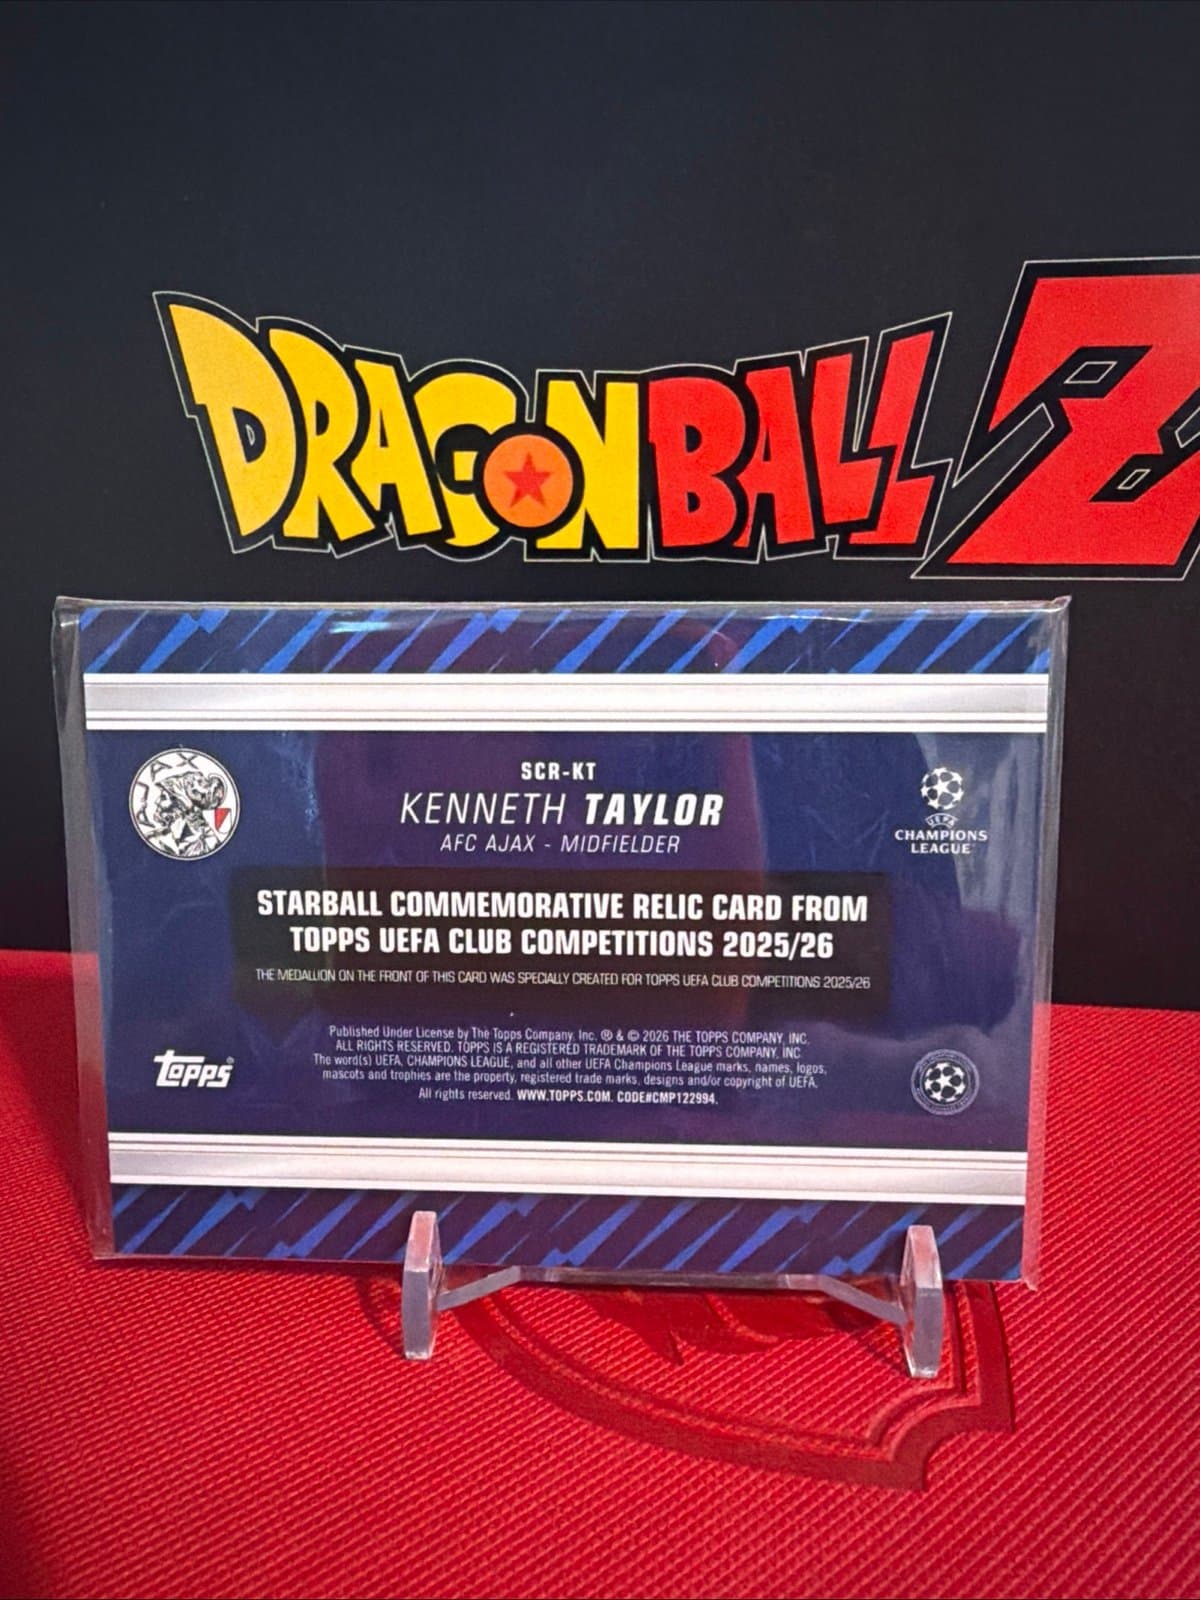 DRAGONBALL Z
SCR-KT
KENNETH TAYLOR
AFC AJAX - MIDFIELDER
AJAX
UEFA
CHAMPIONS
LEAGUE
STARBALL COMMEMORATIVE RELIC CARD FROM
TOPPS UEFA CLUB COMPETITIONS 2025/26
THE MEDALLION ON THE FRONT OF THIS CARD WAS SPECIALLY CREATED FOR TOPPS UEFA CLUB COMPETITIONS 2025/26
Topps®
Published Under License by The Topps Company, Inc. ® & © 2026 THE TOPPS COMPANY, INC.
ALL RIGHTS RESERVED. TOPPS IS A REGISTERED TRADEMARK OF THE TOPPS COMPANY, INC.
The word(s) UEFA, CHAMPIONS LEAGUE, and all other UEFA Champions League marks, names, logos,
mascots and trophies are the property, registered trade marks, designs and/or copyright of UEFA.
All rights reserved. WWW.TOPPS.COM. CODE#CMP122994.